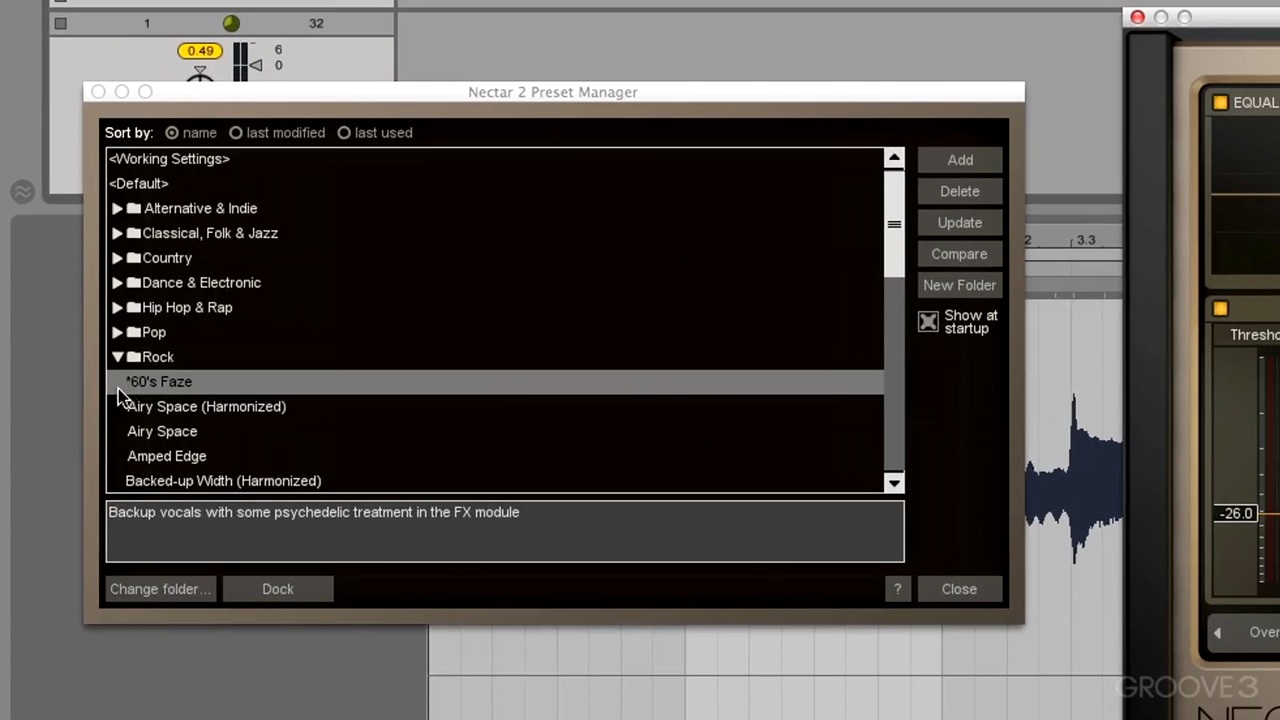 1 32
0.49 6
0
Nectar 2 Preset Manager
EQUAL
Sort by: name last modified last used
<Working Settings>
Add
<Default>
Delete
Alternative & Indie
Update
Classical, Folk & Jazz
2 3.3
Country
Compare
Dance & Electronic
New Folder
Hip Hop & Rap
Show at
startup
Pop
Thresho
Rock
*60's Faze
Airy Space (Harmonized)
Airy Space
Amped Edge
Backed-up Width (Harmonized)
Backup vocals with some psychedelic treatment in the FX module
-26.0
Change folder... Dock ? Close
Over
GROOVE3